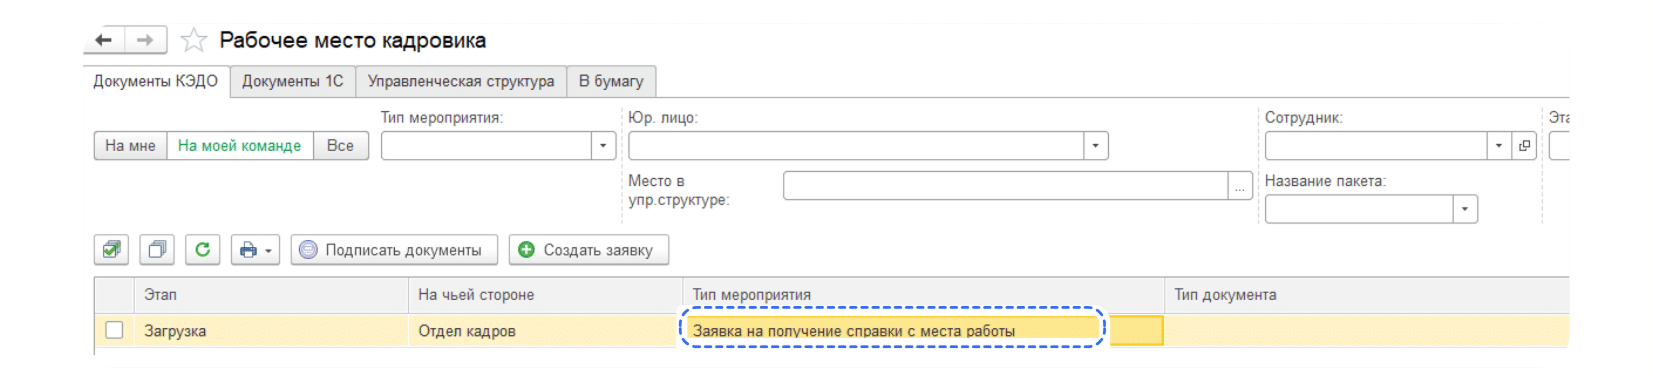 Рабочее место кадровика
Документы КЭДО Документы 1С Управленческая структура В бумагу
Тип мероприятия: Юр. лицо: Сотрудник: Эта
На мне На моей команде Все
Место в Название пакета:
упр.структуре: ...
Подписать документы Создать заявку
Этап На чьей стороне Тип мероприятия Тип документа
Загрузка Отдел кадров Заявка на получение справки с места работы